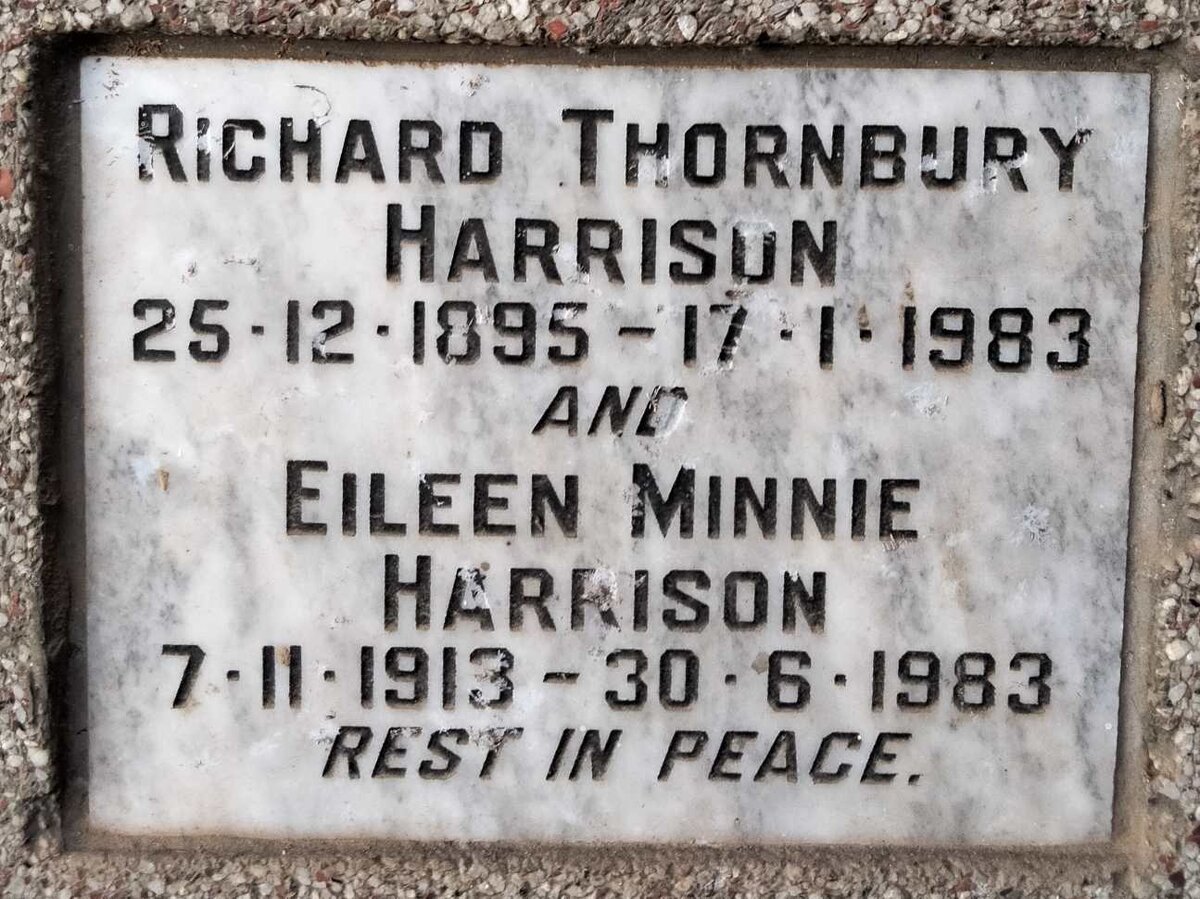 RICHARD THORNBURY
HARRISON
25·12·1895 – 17·1·1983
AND
EILEEN MINNIE
HARRISON
7·11·1913 – 30·6·1983
REST IN PEACE.